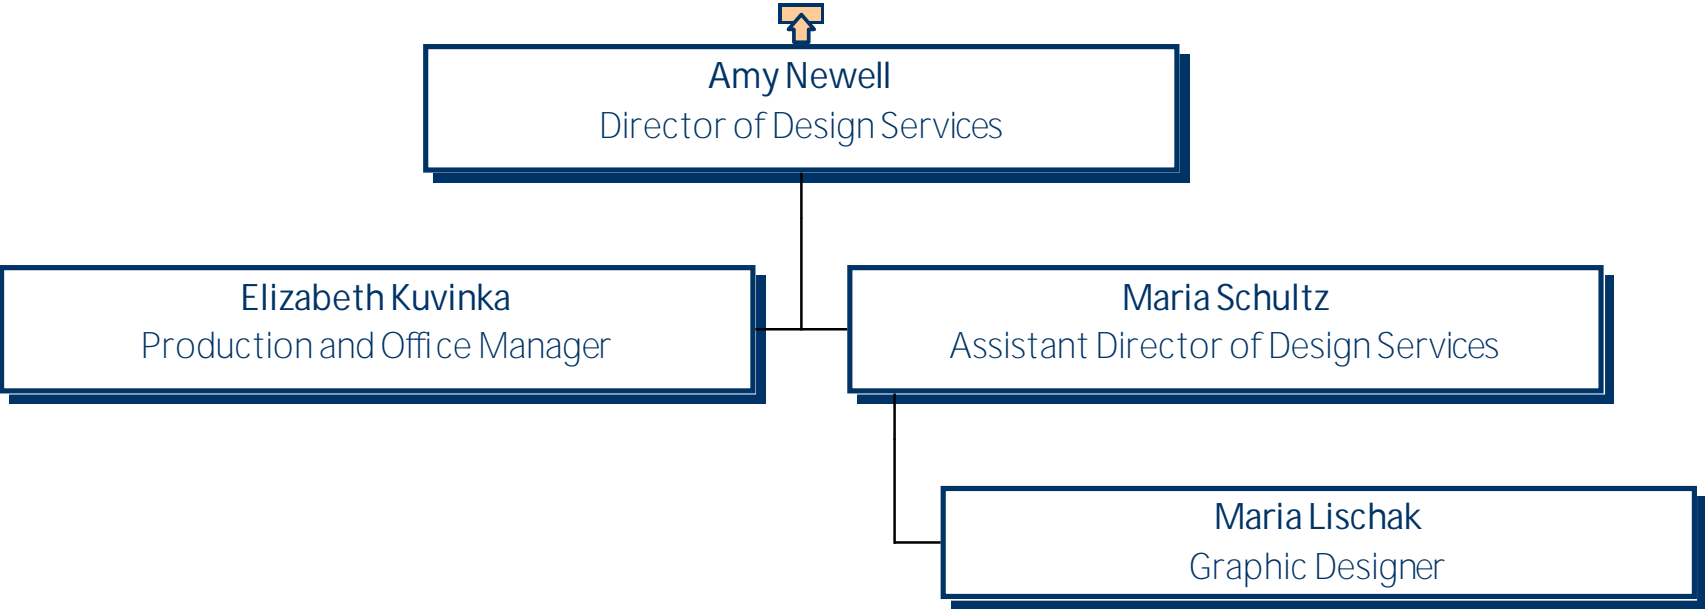 Amy Newell
Director of Design Services
Elizabeth Kuvinka
Production and Office Manager
Maria Schultz
Assistant Director of Design Services
Maria Lischak
Graphic Designer